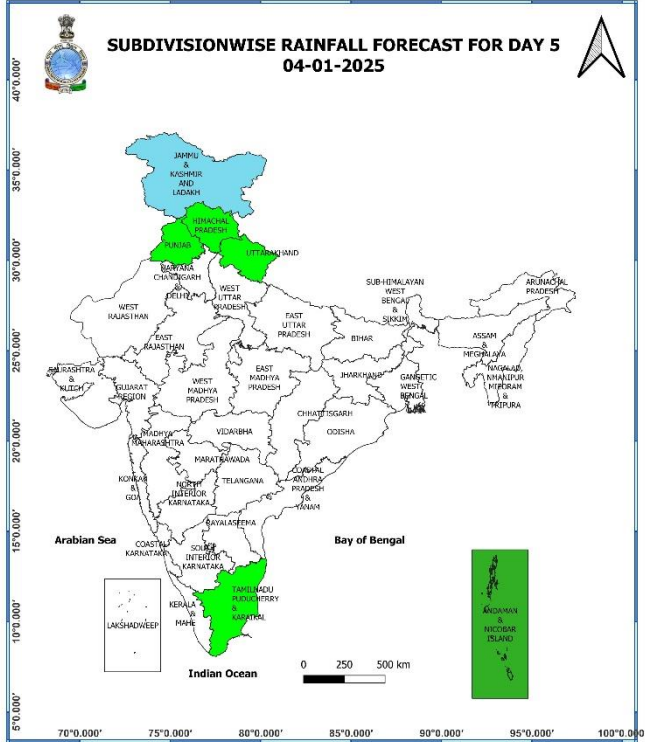 SUBDIVISIONWISE RAINFALL FORECAST FOR DAY 5
04-01-2025
40°0.000'
35°0.000'
30°0.000'
25°0.000'
20°0.000'
15°0.000'
10°0.000'
5°0.000'
JAMMU
&
KASHMIR
AND
LADAKH
HIMACHAL
PRADESH
PUNJAB
UTTARAKHAND
HARYANA
CHANDIGARH
&
DELHI
WEST
UTTAR
PRADESH
WEST
RAJASTHAN
SUB-HIMALAYAN
WEST
BENGAL
&
SIKKIM
ARUNACHAL
PRADESH
EAST
UTTAR
PRADESH
EAST
RAJASTHAN
BIHAR
ASSAM
&
MEGHALAYA
SAURASHTRA
&
KUTCH
GUJARAT
REGION
WEST
MADHYA
PRADESH
EAST
MADHYA
PRADESH
JHARKHAND
GANGETIC
WEST
BENGAL
NAGALAD,
MANIPUR
MIZORAM
&
TRIPURA
CHHATTISGARH
ODISHA
MADHYA
MAHARASHTRA
VIDARBHA
MARATHWADA
TELANGANA
KONKAN
&
GOA
NORTH
INTERIOR
KARNATAKA
COASTAL
ANDHRA
PRADESH
&
YANAM
RAYALASEEMA
Arabian Sea
COASTAL
KARNATAKA
SOUTH
INTERIOR
KARNATAKA
Bay of Bengal
LAKSHADWEEP
KERALA
&
MAHE
TAMILNADU
PUDUCHERRY
&
KARAIKAL
ANDAMAN
&
NICOBAR
ISLAND
Indian Ocean
0 250 500 km
70°0.000' 75°0.000' 80°0.000' 85°0.000' 90°0.000' 95°0.000' 100°0.000'